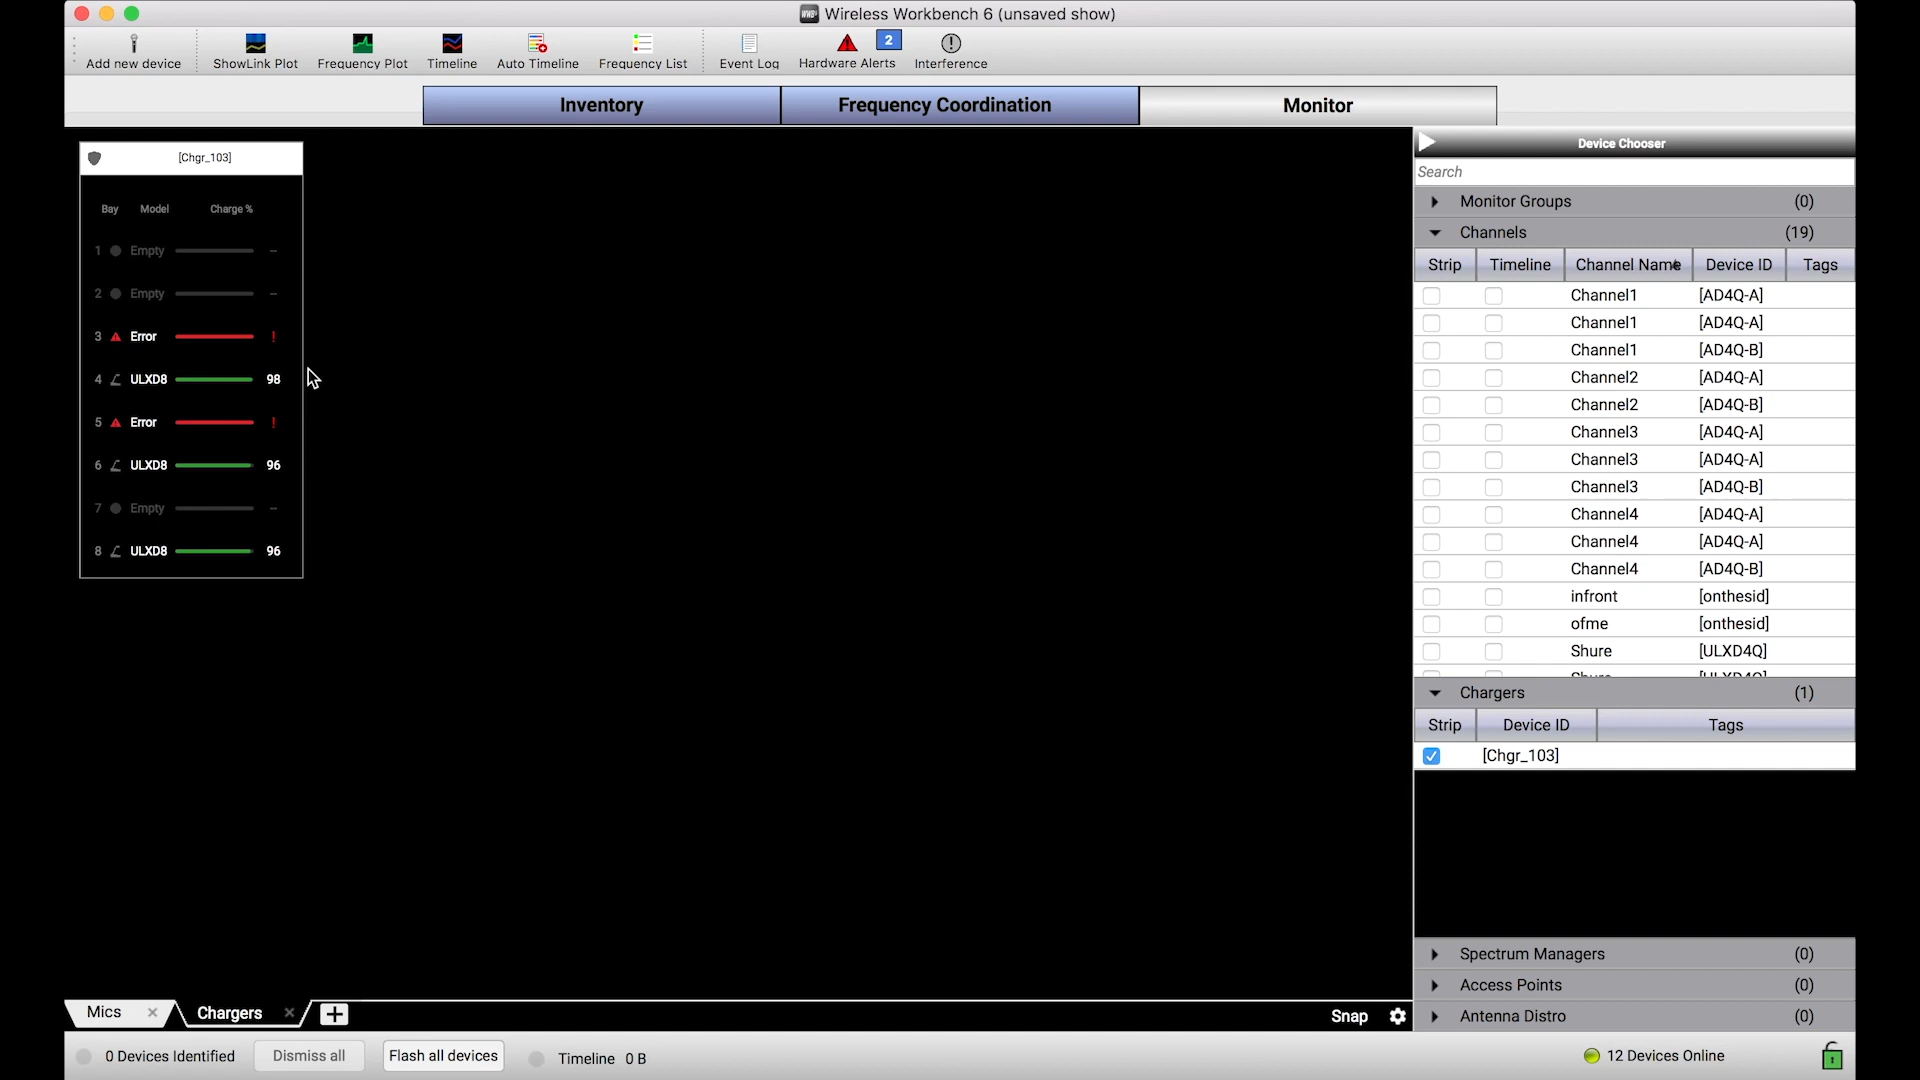 Wireless Workbench 6 (unsaved show)
Add new device
ShowLink Plot
Frequency Plot
Timeline
Auto Timeline
Frequency List
Event Log
Hardware Alerts
2
Interference
Inventory
Frequency Coordination
Monitor
[Chgr_103]
Bay Model Charge %
1 Empty –
2 Empty –
3 Error !
4 ULXD8 98
5 Error !
6 ULXD8 96
7 Empty –
8 ULXD8 96
Device Chooser
Search
Monitor Groups (0)
Channels (19)
Strip Timeline Channel Name Device ID Tags
Channel1 [AD4Q-A]
Channel1 [AD4Q-A]
Channel1 [AD4Q-B]
Channel2 [AD4Q-A]
Channel2 [AD4Q-B]
Channel3 [AD4Q-A]
Channel3 [AD4Q-A]
Channel3 [AD4Q-B]
Channel4 [AD4Q-A]
Channel4 [AD4Q-A]
Channel4 [AD4Q-B]
infront [onthesid]
ofme [onthesid]
Shure [ULXD4Q]
Shure [ULXD4Q]
Chargers (1)
Strip Device ID Tags
[Chgr_103]
Spectrum Managers (0)
Access Points (0)
Antenna Distro (0)
Mics
Chargers
Snap
0 Devices Identified
Dismiss all
Flash all devices
Timeline 0 B
12 Devices Online